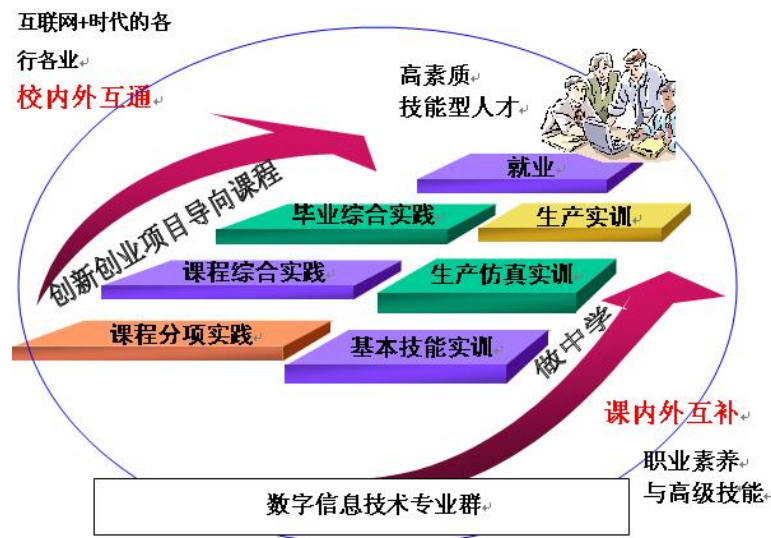 互联网+时代的各
行各业
校内外互通
高素质
技能型人才
就业
毕业综合实践
生产实训
创新创业项目导向课程
课程综合实践
生产仿真实训
课程分项实践
基本技能实训
做中学
课内外互补
职业素养
与高级技能
数字信息技术专业群